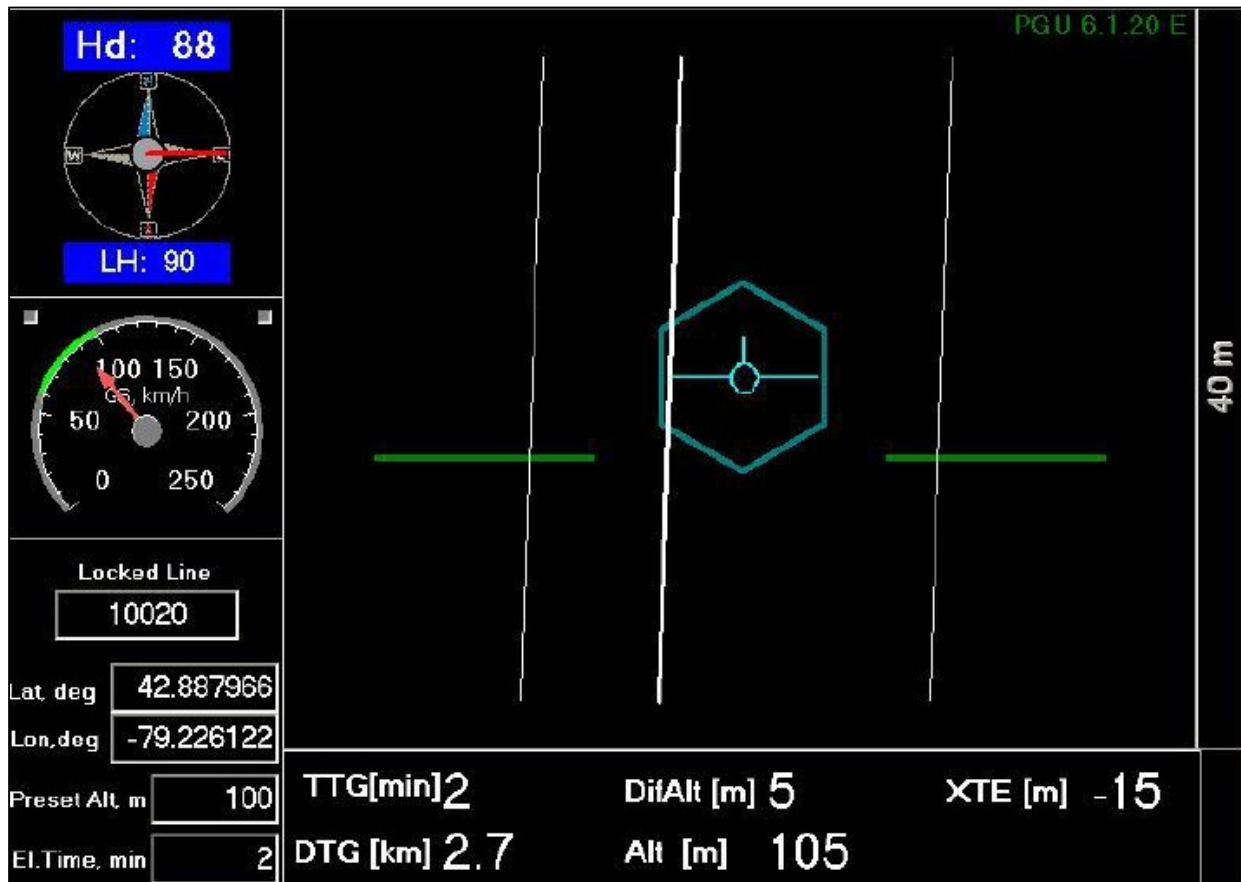 Hd: 88
W
LH: 90
100 150
GS, km/h
50 200
0 250
Locked Line
10020
Lat, deg 42.887966
Lon,deg -79.226122
Preset Alt, m 100
El.Time, min 2
PGU 6.1.20 E
40 m
TTG[min] 2 DifAlt [m] 5 XTE [m] -15
DTG [km] 2.7 Alt [m] 105